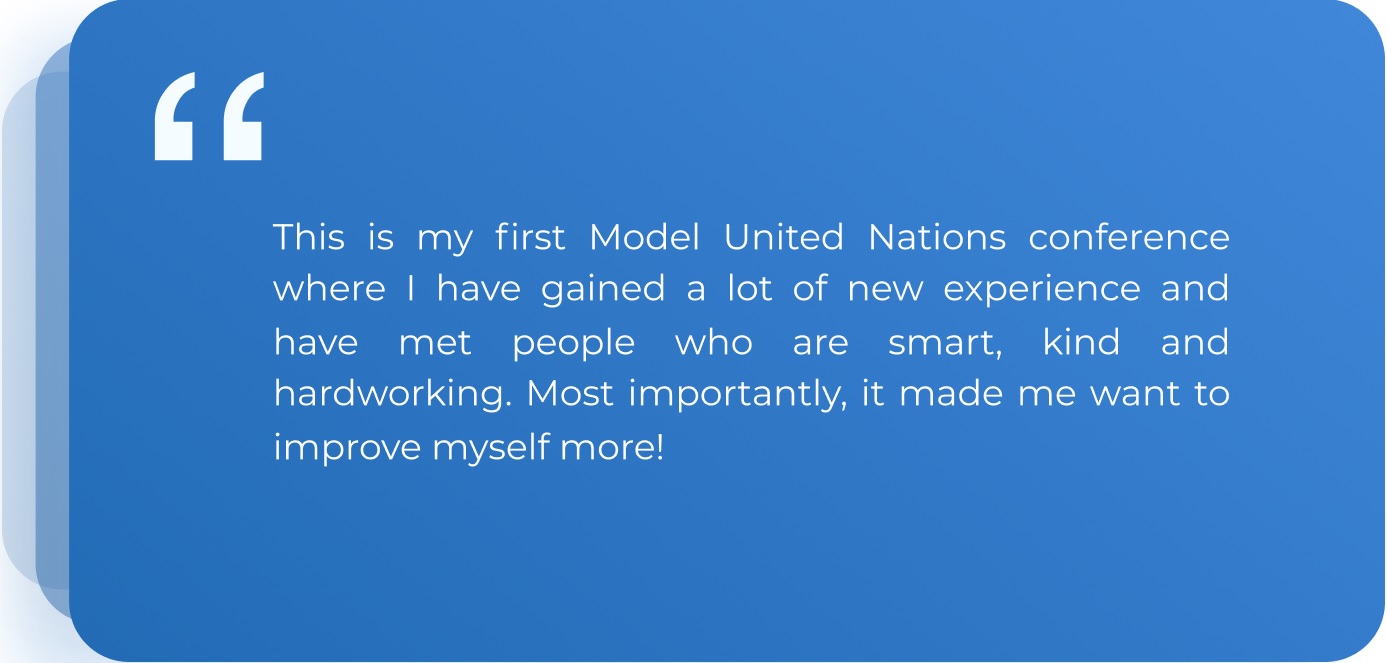 “
This is my first Model United Nations conference
where I have gained a lot of new experience and
have met people who are smart, kind and
hardworking. Most importantly, it made me want to
improve myself more!